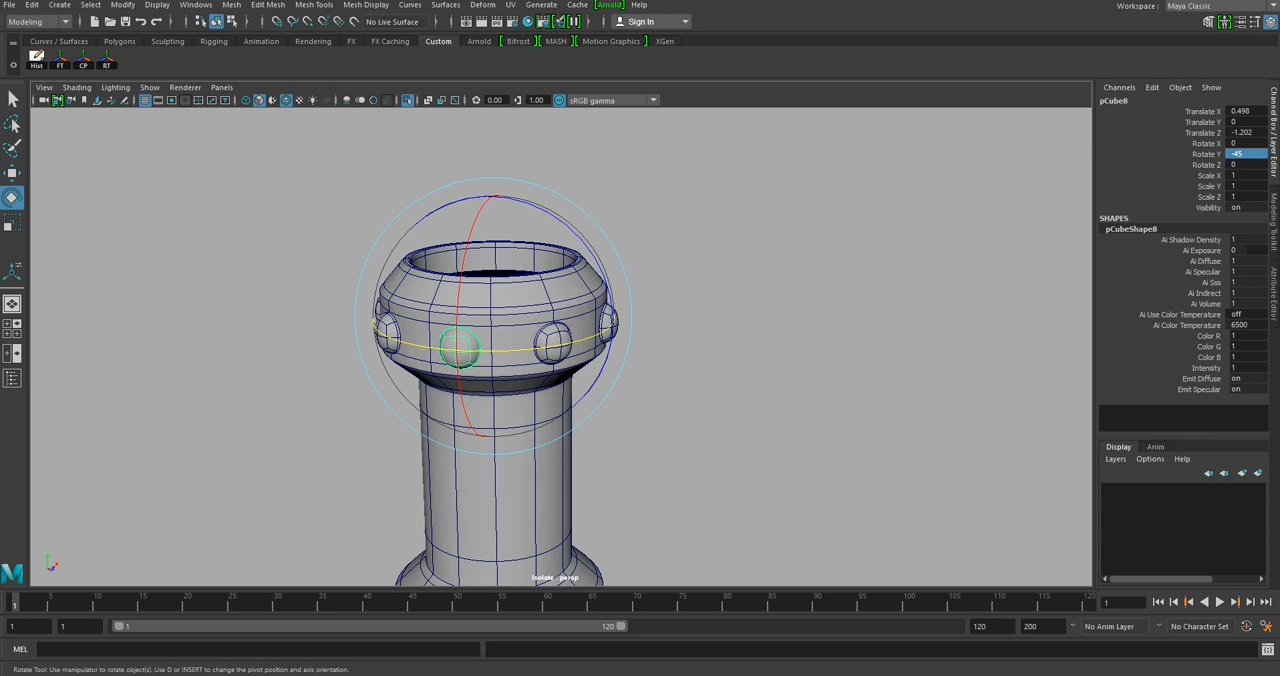 File Edit Create Select Modify Display Windows Mesh Edit Mesh Mesh Tools Mesh Display Curves Surfaces Deform UV Generate Cache [Arnold] Help
Workspace : Maya Classic
Modeling No Live Surface Sign In
Curves / Surfaces Polygons Sculpting Rigging Animation Rendering FX FX Caching Custom Arnold [ Bifrost ] [ MASH ] [ Motion Graphics ] XGen
Hist FT CP RT
View Shading Lighting Show Renderer Panels
0.00 1.00 sRGB gamma
Channels Edit Object Show
pCube8
Translate X 0.498
Translate Y 0
Translate Z -1.202
Rotate X 0
Rotate Y -45
Rotate Z 0
Scale X 1
Scale Y 1
Scale Z 1
Visibility on
SHAPES
pCubeShape8
Ai Shadow Density 1
Ai Exposure 0
Ai Diffuse 1
Ai Specular 1
Ai Sss 1
Ai Indirect 1
Ai Volume 1
Ai Use Color Temperature off
Ai Color Temperature 6500
Color R 1
Color G 1
Color B 1
Intensity 1
Emit Diffuse on
Emit Specular on
Channel Box / Layer Editor
Modeling Toolkit
Attribute Editor
Display Anim
Layers Options Help
Isolate : persp
5 10 15 20 25 30 35 40 45 50 55 60 65 70 75 80 85 90 95 100 105 110 115 120
1 1
1 1 1 120 120 200 No Anim Layer No Character Set
MEL
Rotate Tool: Use manipulator to rotate object(s). Use D or INSERT to change the pivot position and axis orientation.